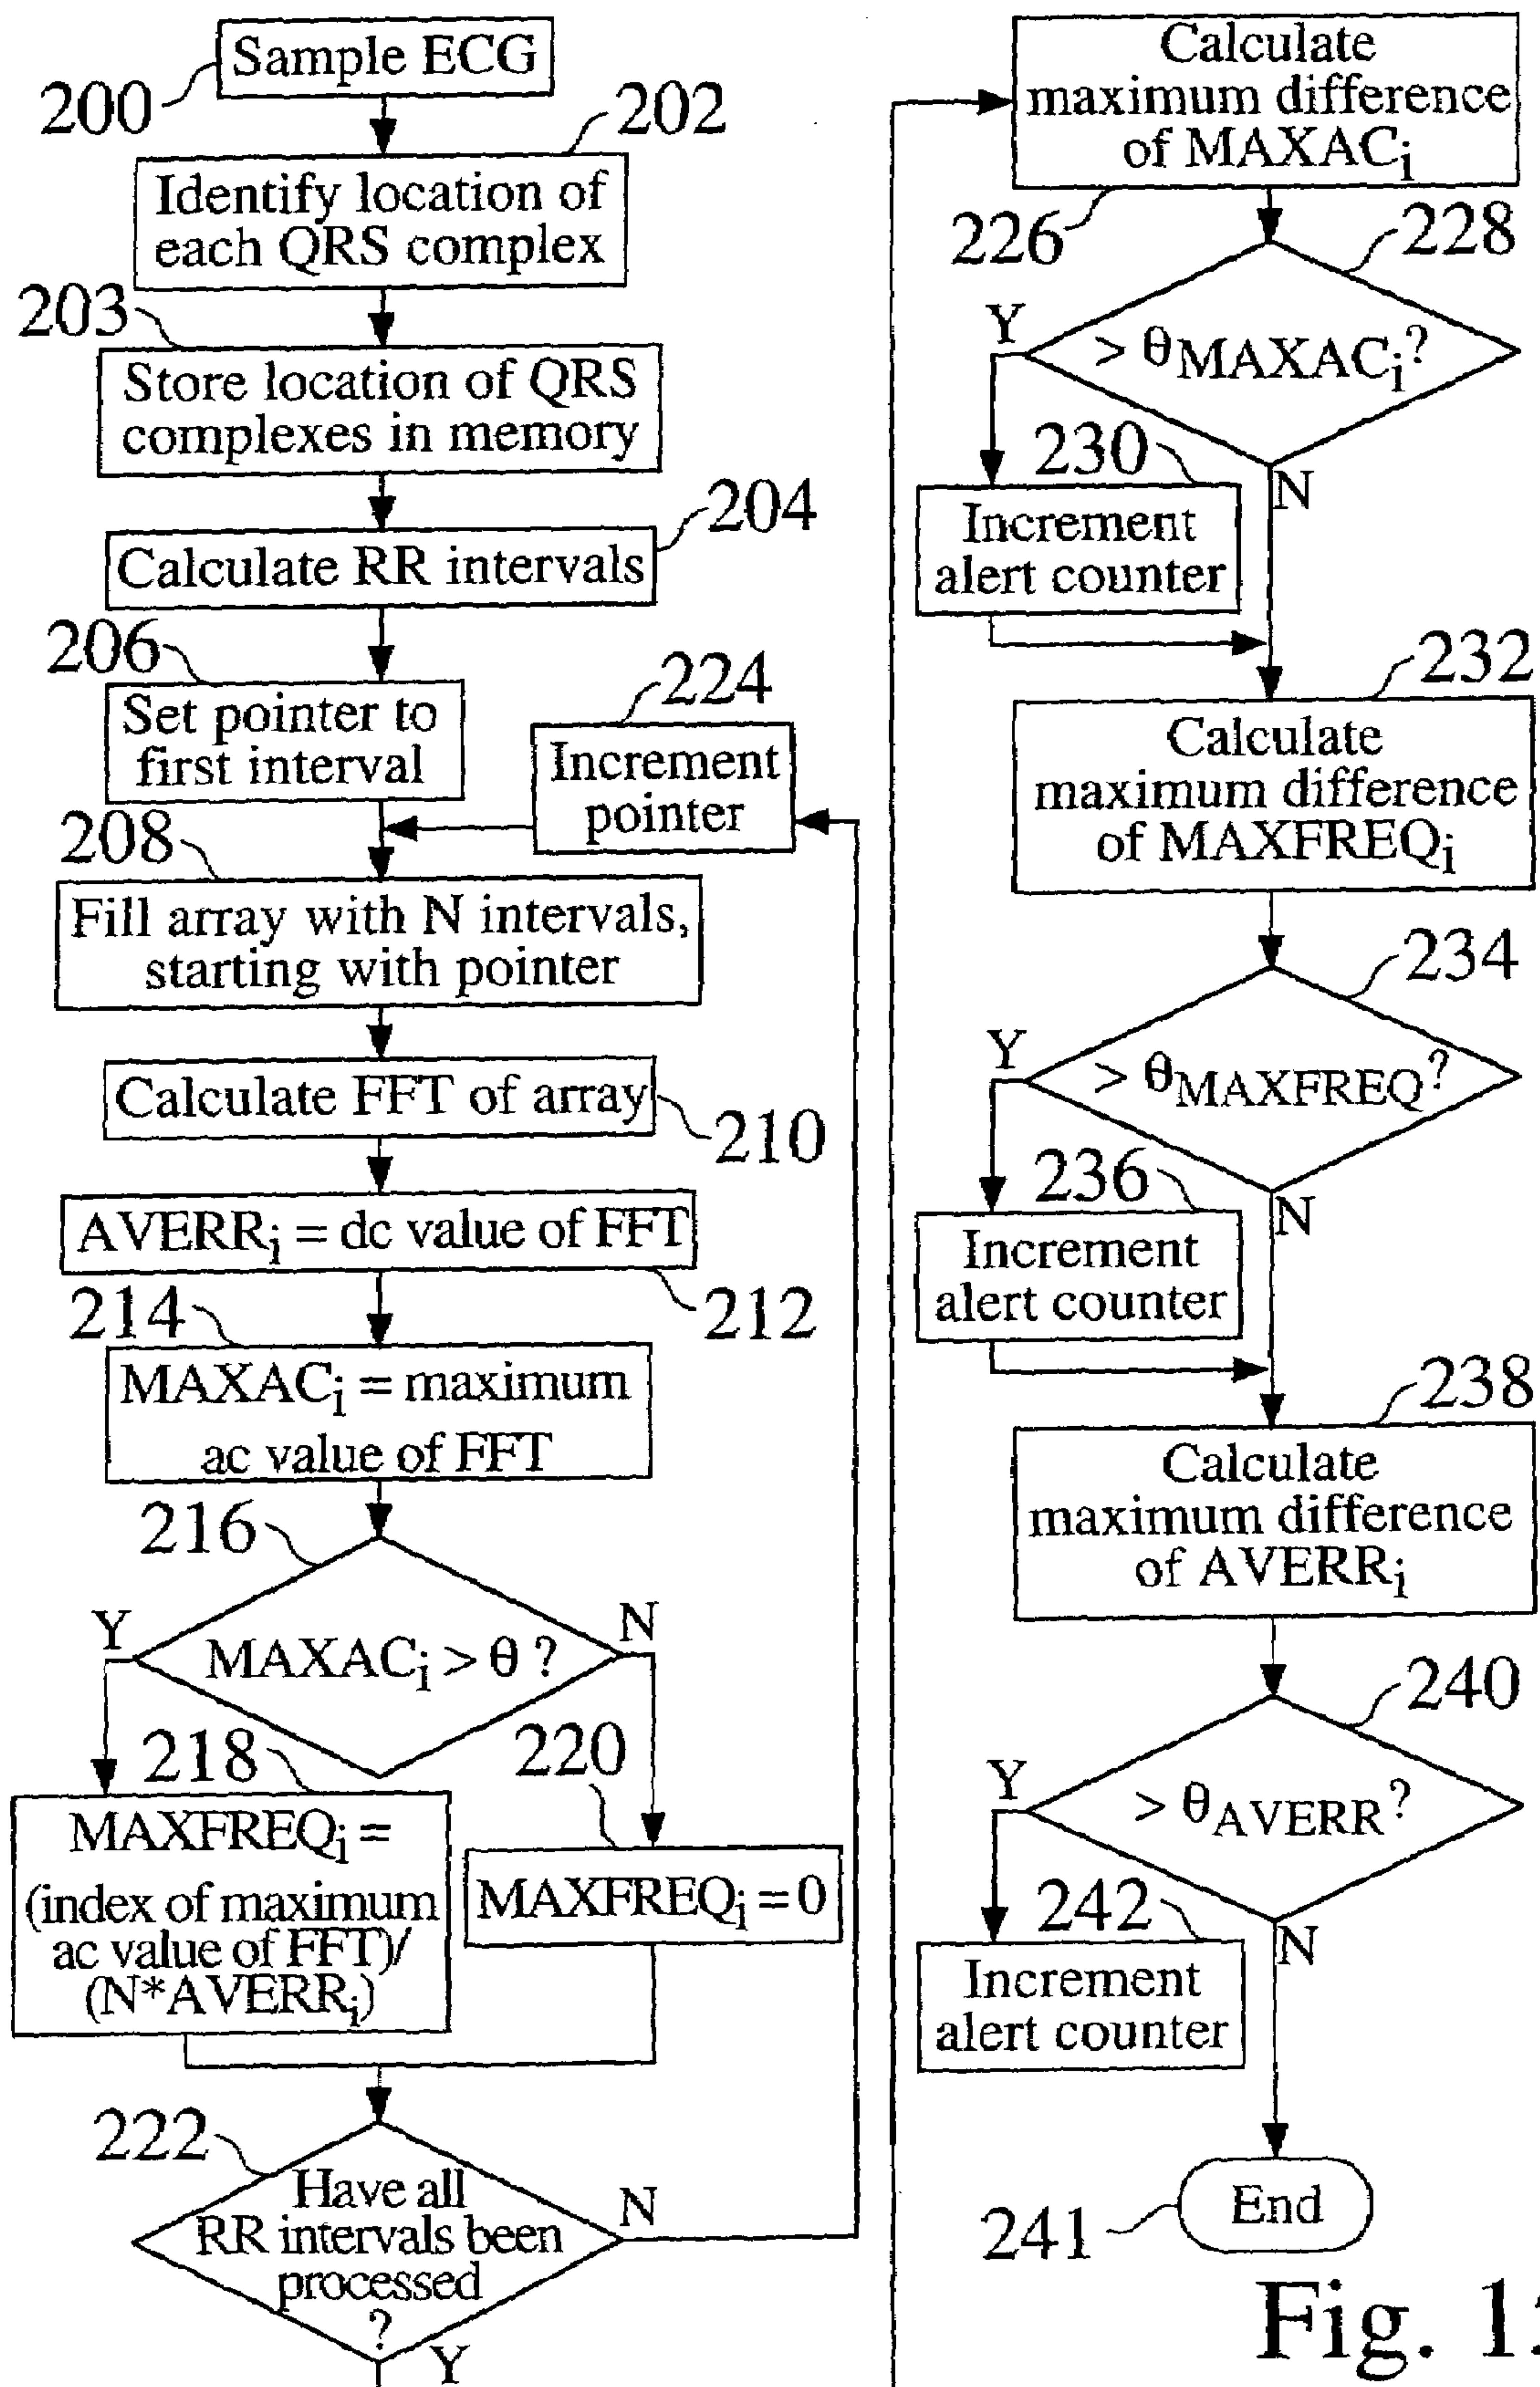 Sample ECG
200
202
Identify location of
each QRS complex
203
Store location of QRS
complexes in memory
204
Calculate RR intervals
206
Set pointer to
first interval
224
Increment
pointer
208
Fill array with N intervals,
starting with pointer
Calculate FFT of array
210
AVERRi = dc value of FFT
212
214
MAXACi = maximum
ac value of FFT
216
Y
MAXACi > θ ?
N
218
MAXFREQi =
(index of maximum
ac value of FFT)/
(N*AVERRi)
220
MAXFREQi = 0
222
Have all
RR intervals been
processed
?
N
Y
Calculate
maximum difference
of MAXACi
226
228
Y
> θMAXACi?
N
230
Increment
alert counter
232
Calculate
maximum difference
of MAXFREQi
234
Y
> θMAXFREQ?
N
236
Increment
alert counter
238
Calculate
maximum difference
of AVERRi
240
Y
> θAVERR?
N
242
Increment
alert counter
End
241
Fig.